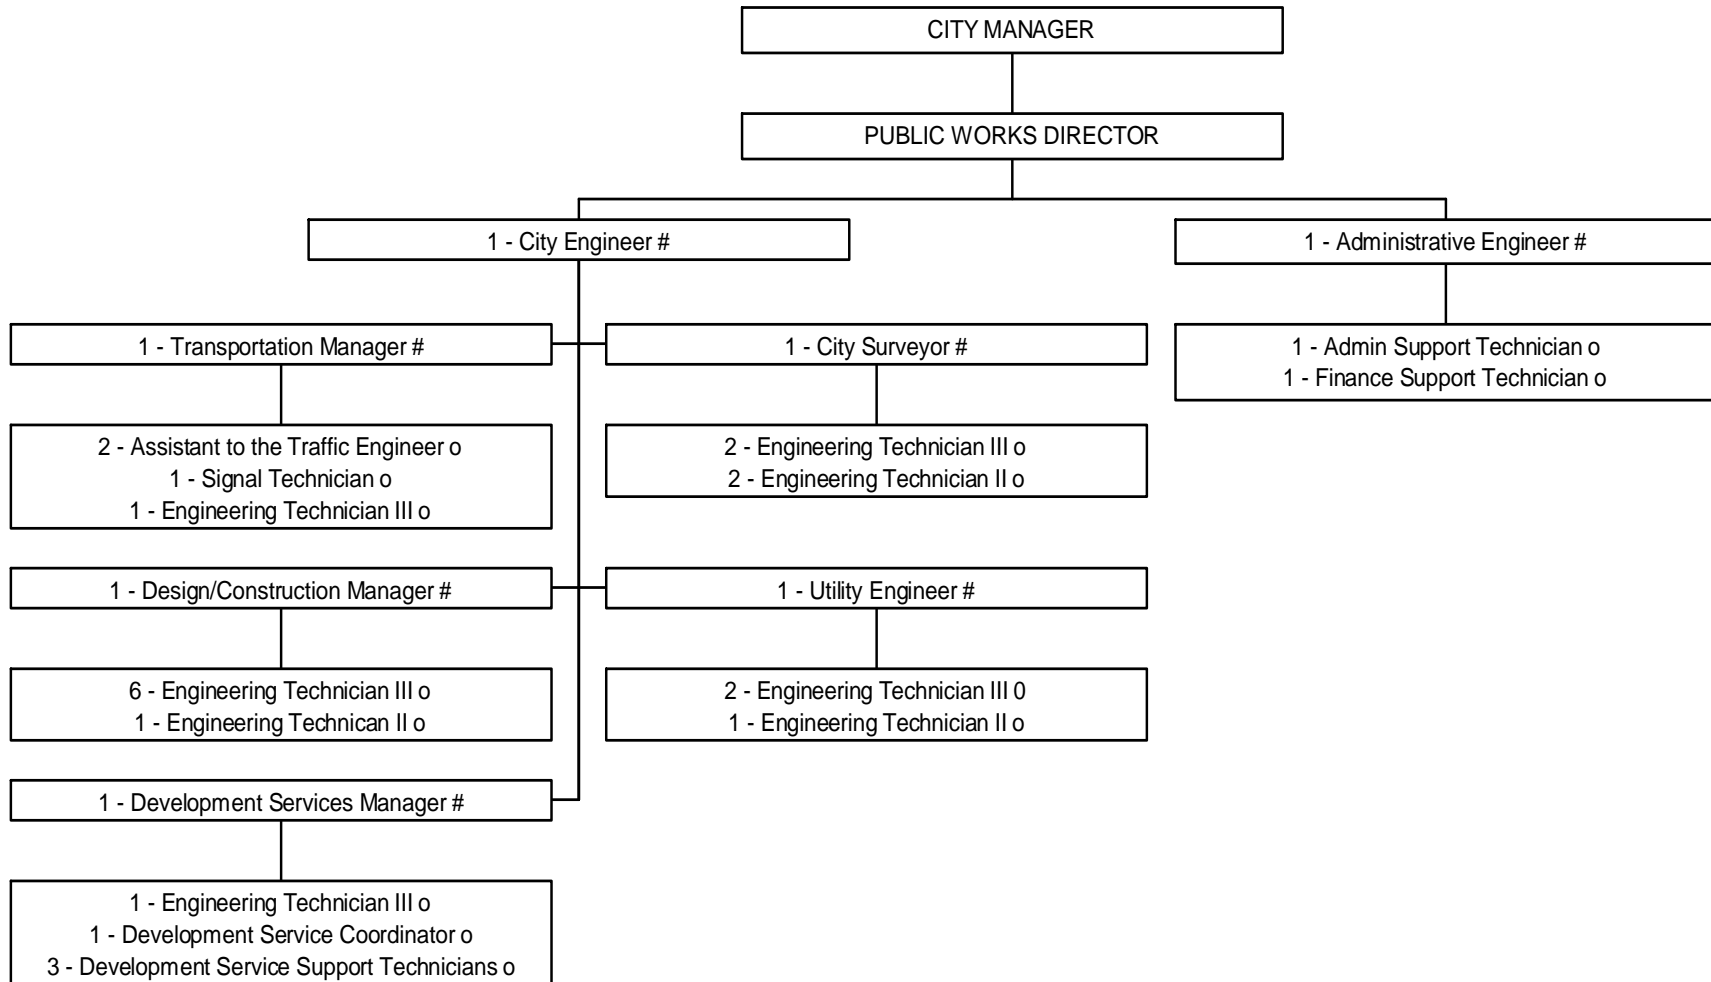 CITY MANAGER
PUBLIC WORKS DIRECTOR
1 - City Engineer #
1 - Administrative Engineer #
1 - Transportation Manager #
1 - City Surveyor #
1 - Admin Support Technician o
1 - Finance Support Technician o
2 - Assistant to the Traffic Engineer o
1 - Signal Technician o
1 - Engineering Technician III o
2 - Engineering Technician III o
2 - Engineering Technician II o
1 - Design/Construction Manager #
1 - Utility Engineer #
6 - Engineering Technician III o
1 - Engineering Technican II o
2 - Engineering Technician III 0
1 - Engineering Technician II o
1 - Development Services Manager #
1 - Engineering Technician III o
1 - Development Service Coordinator o
3 - Development Service Support Technicians o